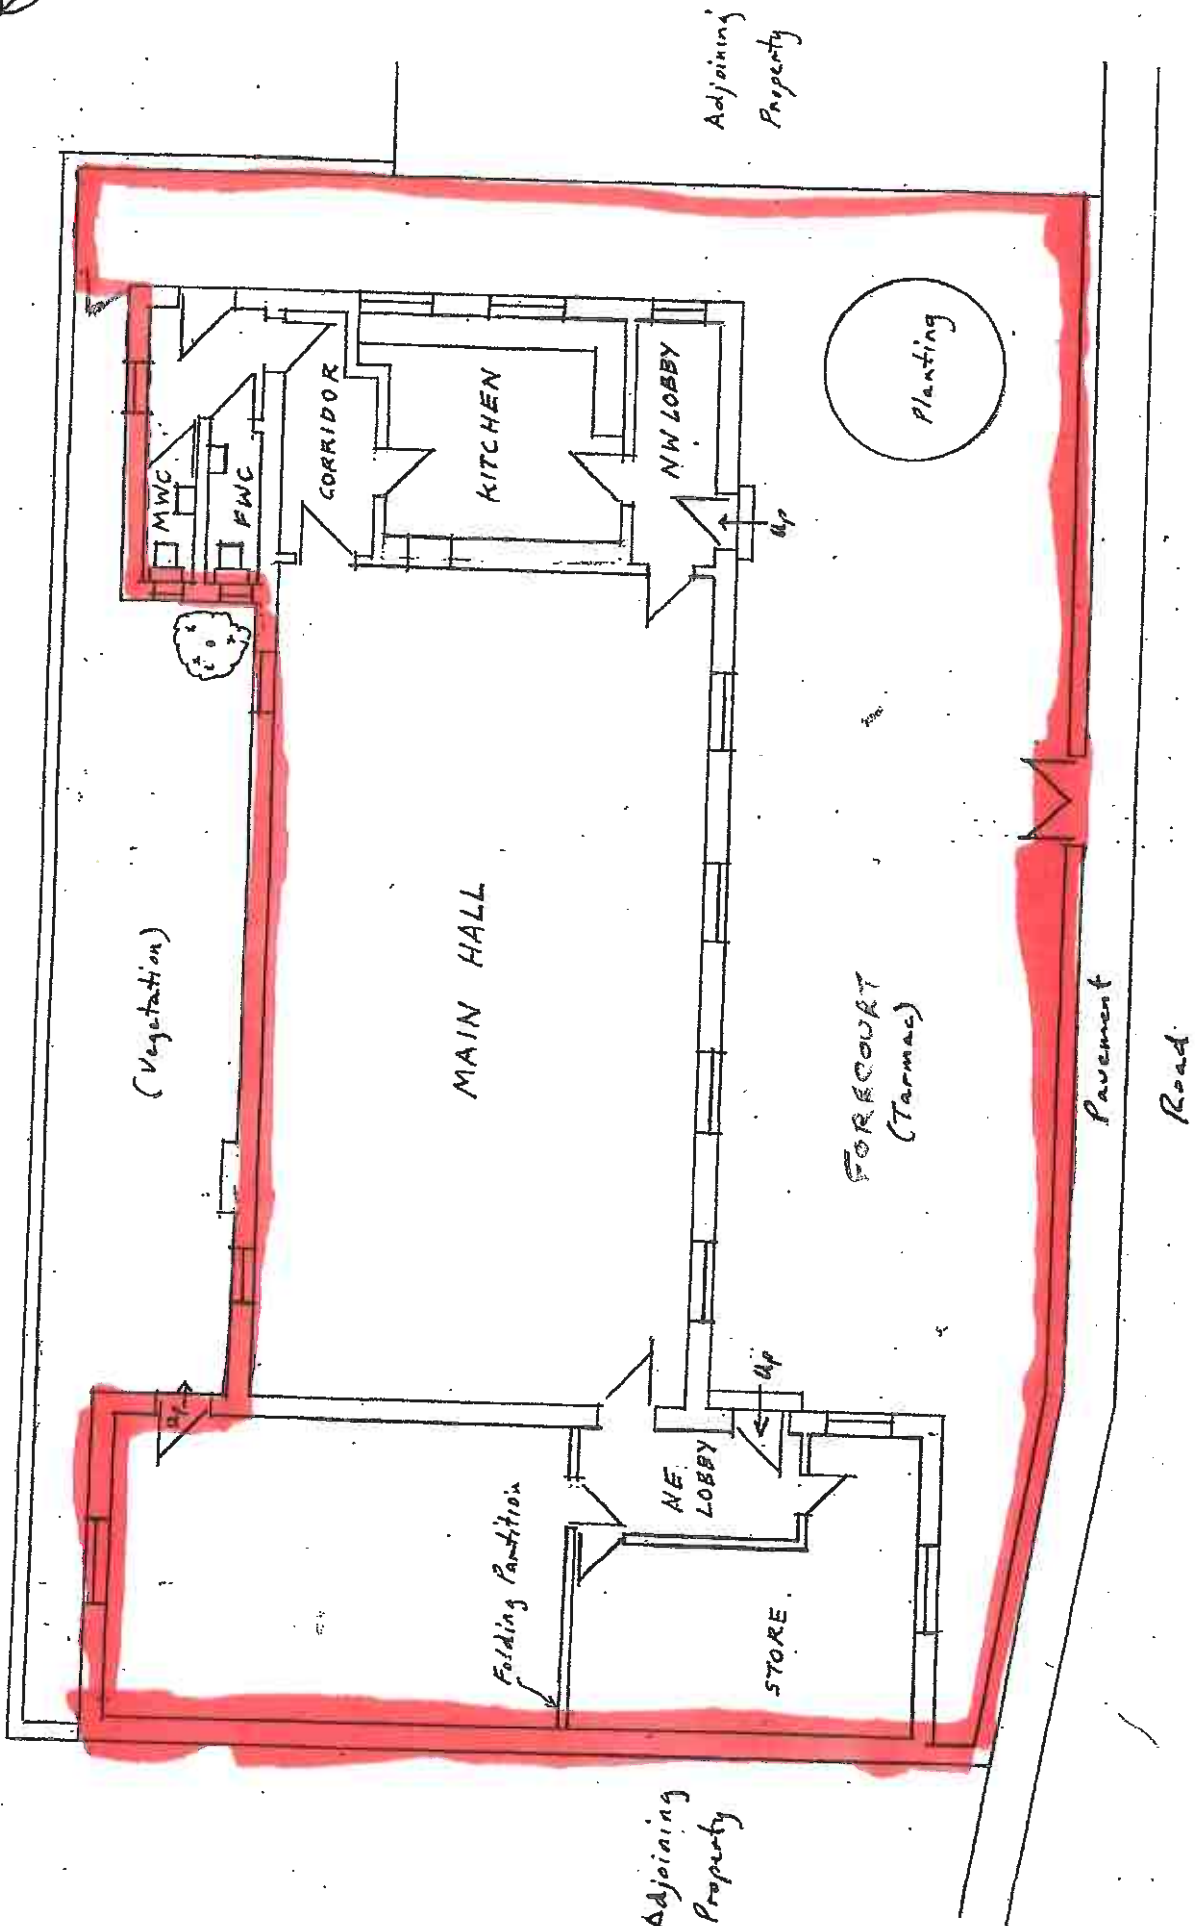 Adjoining
Property
(Vegetation)
MWC
FWC
CORRIDOR
KITCHEN
NW LOBBY
Up
Planting
MAIN HALL
FORECOURT
(Tarmac)
Pavement
Road
Up
Folding Partition
NE
LOBBY
Up
STORE
Adjoining
Property